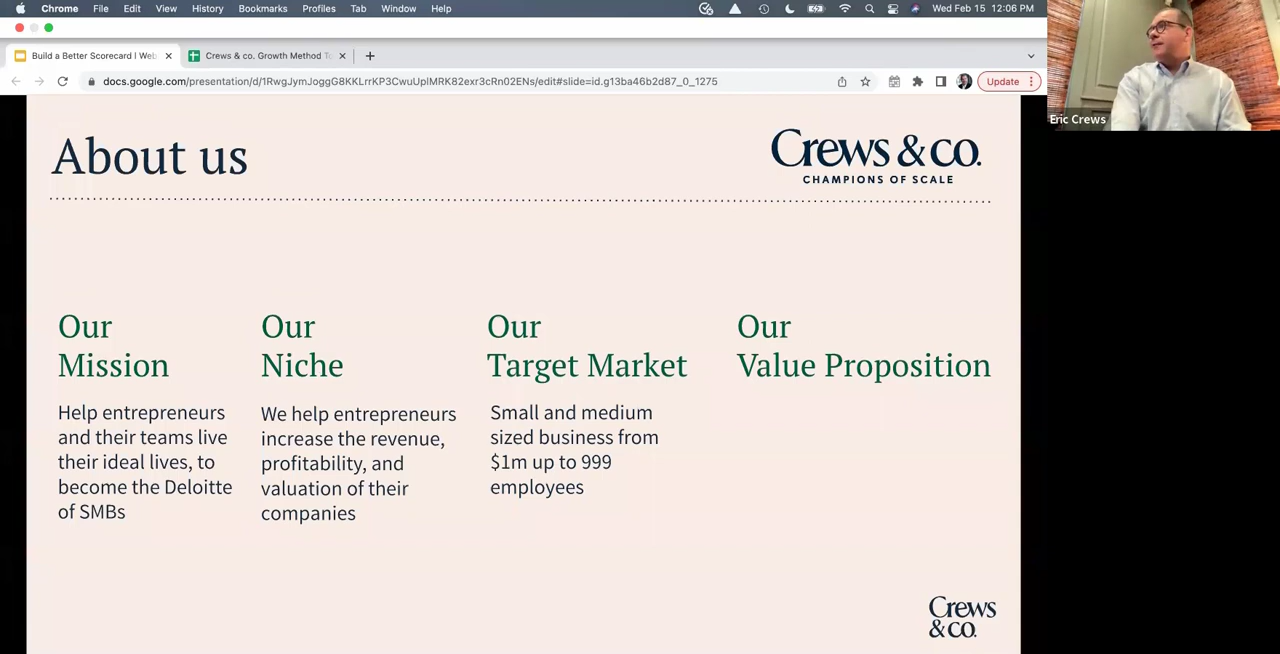 Chrome File Edit View History Bookmarks Profiles Tab Window Help Wed Feb 15 12:06 PM
Build a Better Scorecard | Web Crews & co. Growth Method
docs.google.com/presentation/d/1RwgJymJoggG8KKLrrKP3CwuUplMRK82exr3cRn02ENs/edit#slide=id.g13ba46b2d87_0_1275 Update
Eric Crews
About us
Crews & co.
CHAMPIONS OF SCALE
Our
Mission
Help entrepreneurs
and their teams live
their ideal lives, to
become the Deloitte
of SMBs
Our
Niche
We help entrepreneurs
increase the revenue,
profitability, and
valuation of their
companies
Our
Target Market
Small and medium
sized business from
$1m up to 999
employees
Our
Value Proposition
Crews
& co.